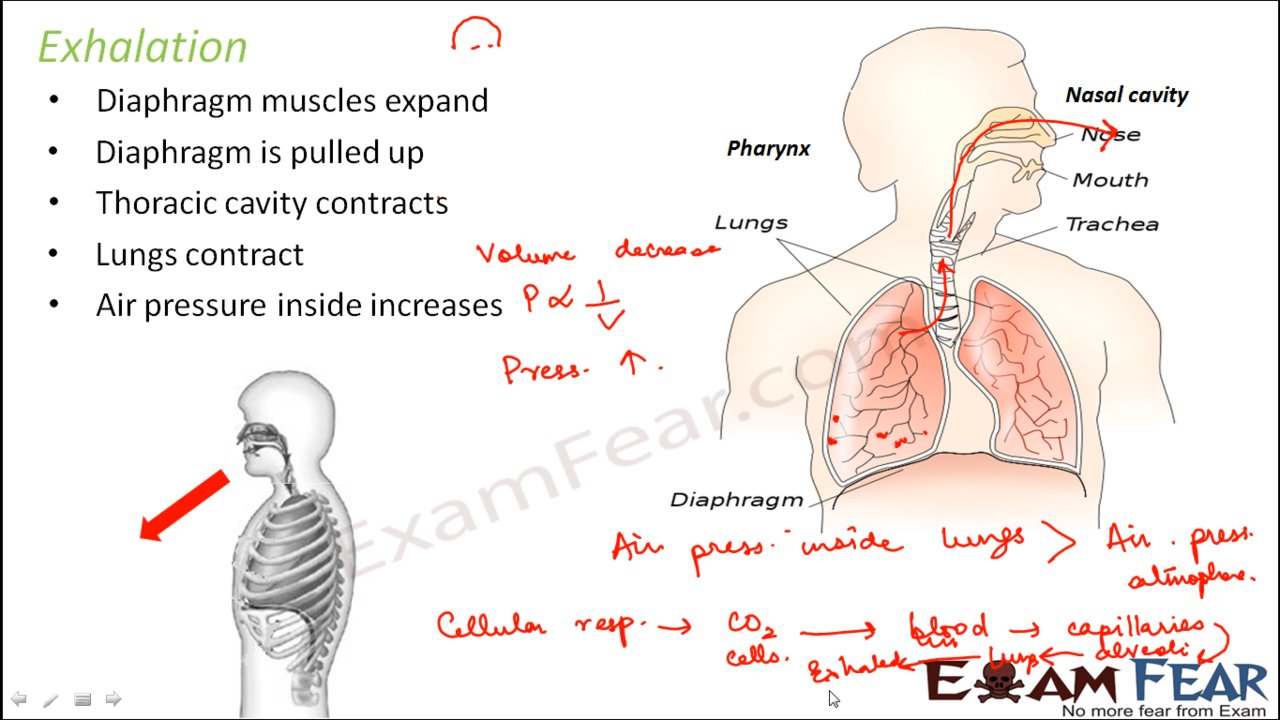 Exhalation
• Diaphragm muscles expand
• Diaphragm is pulled up
• Thoracic cavity contracts
• Lungs contract
• Air pressure inside increases
Volume decrease
P ∝ 1/V
Press. ↑.
Nasal cavity
Pharynx
Nose
Mouth
Lungs
Trachea
Diaphragm
ExamFear.com
Air press. inside lungs > Air. press.
atmosphere.
Cellular resp. → CO2 → blood → capillaries
cells.
Exhaled ← lungs ← alveoli
EXAM FEAR
No more fear from Exam